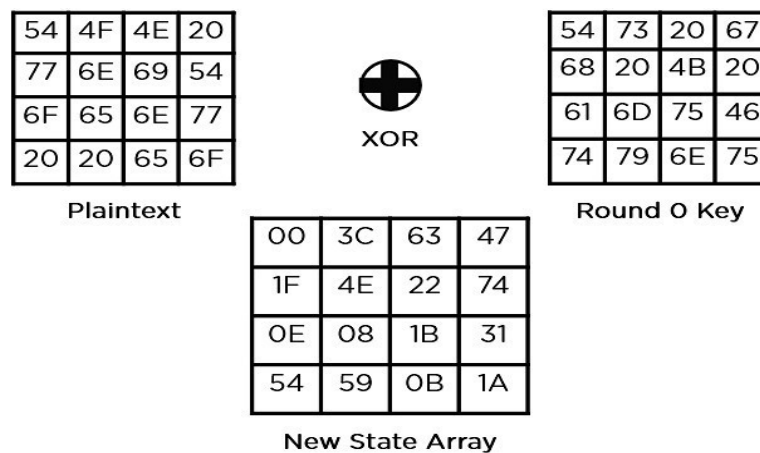 54 4F 4E 20
77 6E 69 54
6F 65 6E 77
20 20 65 6F
Plaintext
XOR
54 73 20 67
68 20 4B 20
61 6D 75 46
74 79 6E 75
Round 0 Key
00 3C 63 47
1F 4E 22 74
0E 08 1B 31
54 59 0B 1A
New State Array